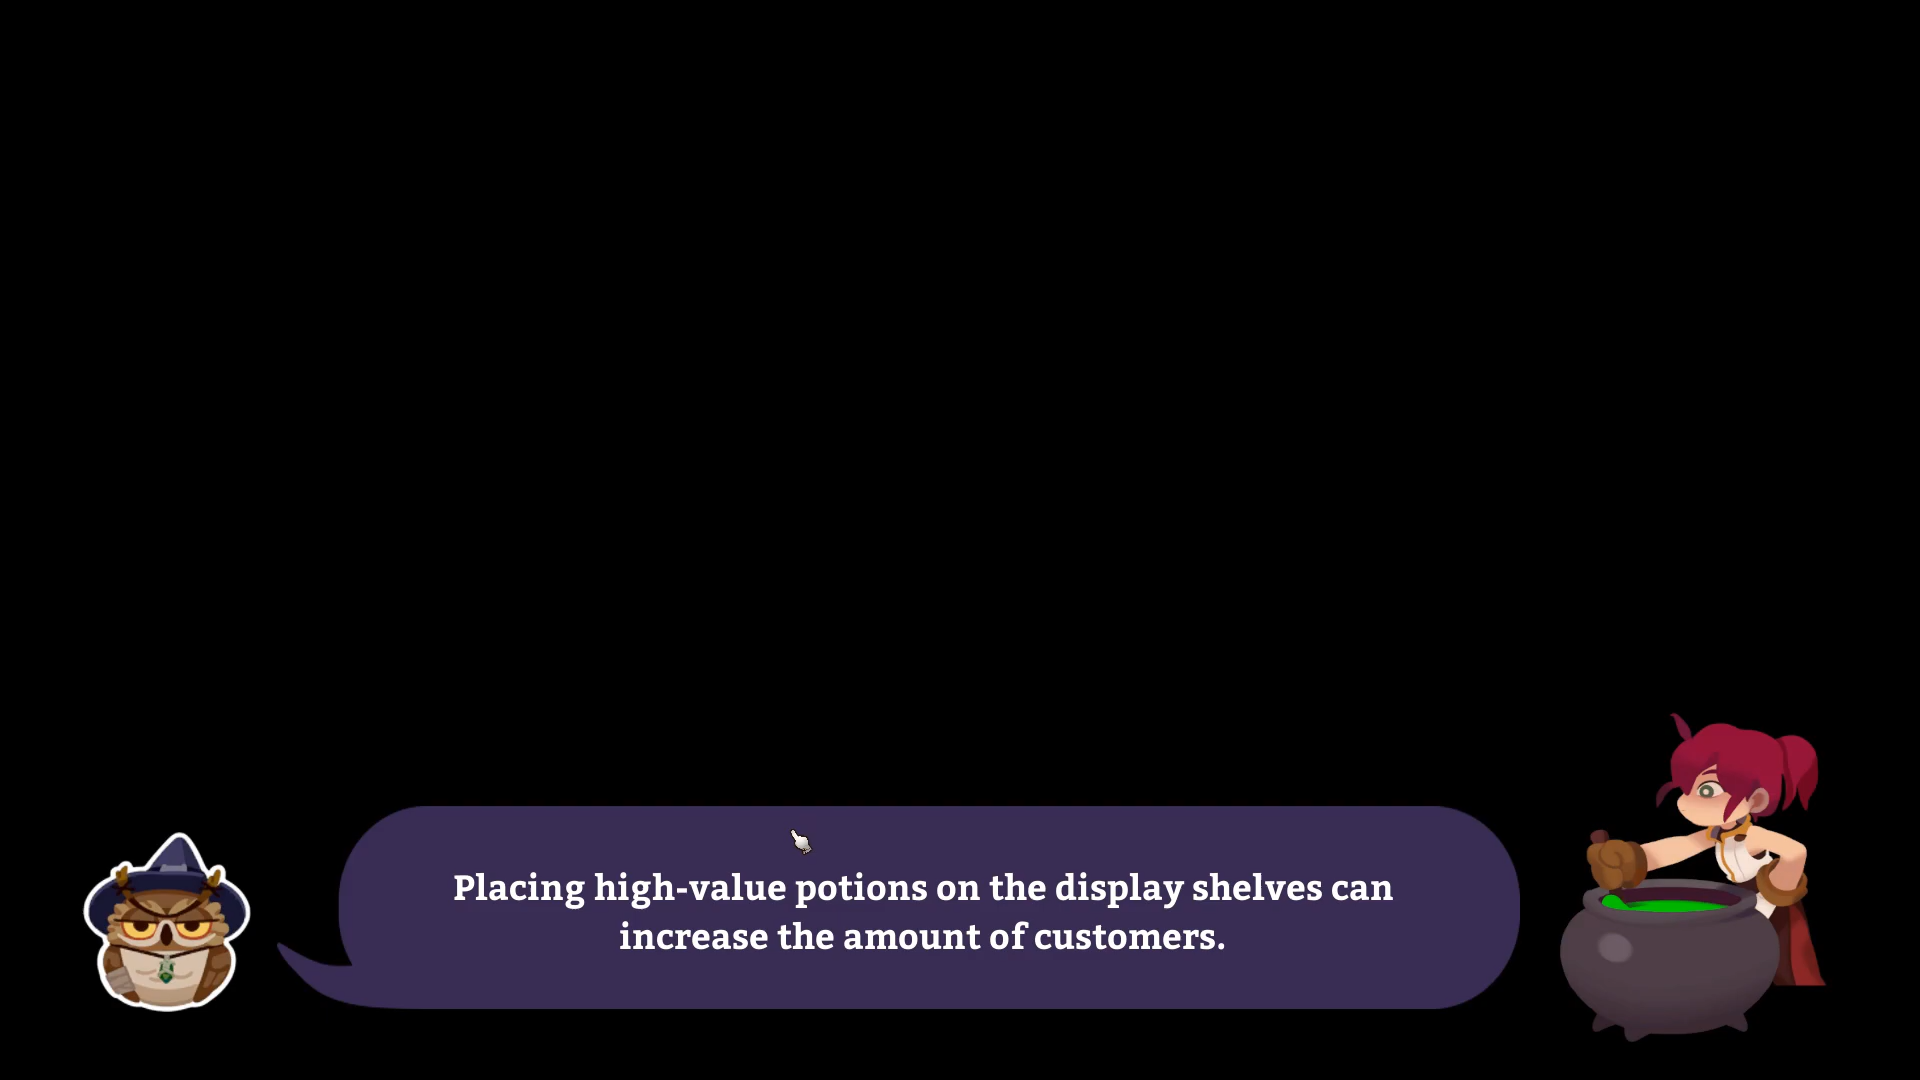 Placing high-value potions on the display shelves can
increase the amount of customers.